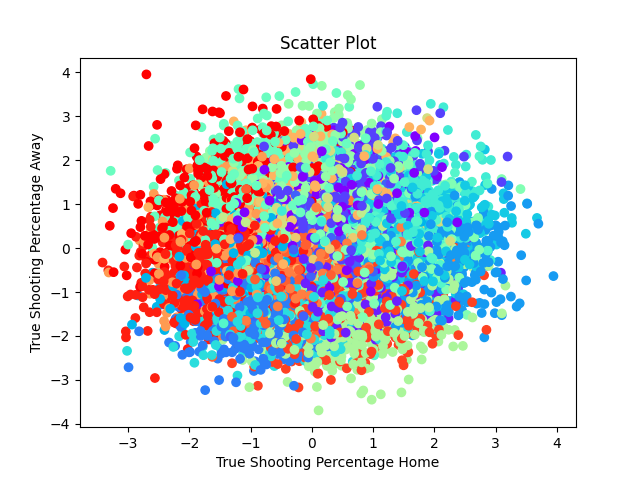 Scatter Plot
4
3
2
1
0
−1
−2
−3
−4
True Shooting Percentage Away
−3 −2 −1 0 1 2 3 4
True Shooting Percentage Home